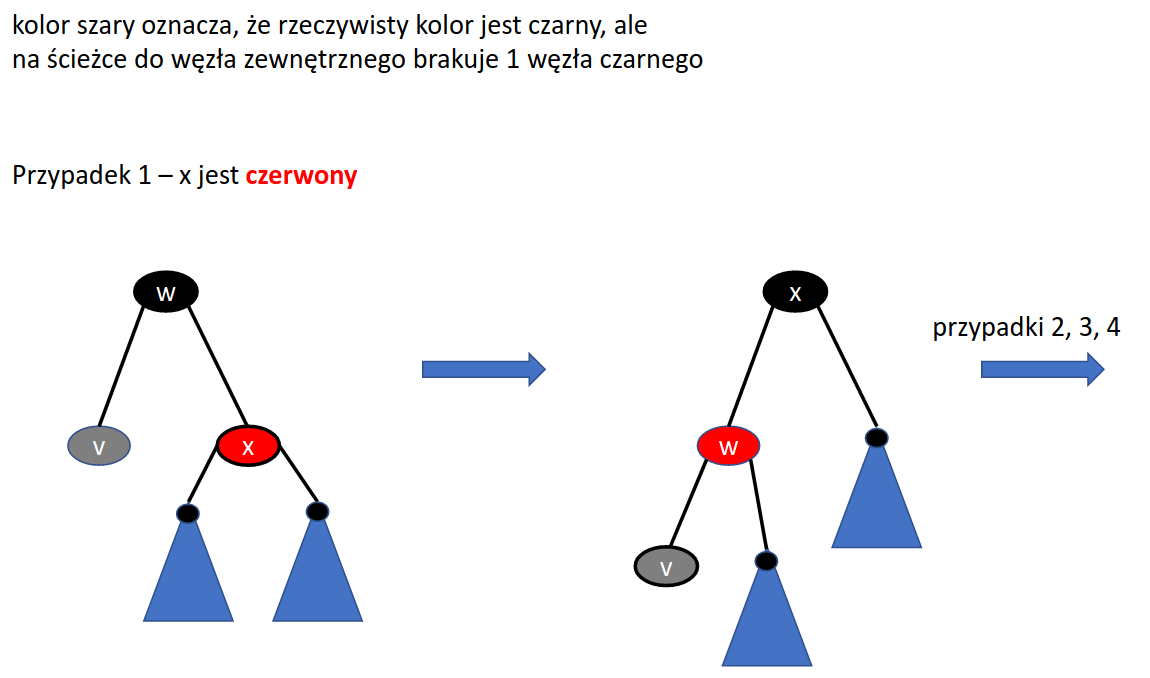 kolor szary oznacza, że rzeczywisty kolor jest czarny, ale
na ścieżce do węzła zewnętrznego brakuje 1 węzła czarnego
Przypadek 1 – x jest czerwony
w
v
x
x
przypadki 2, 3, 4
w
v